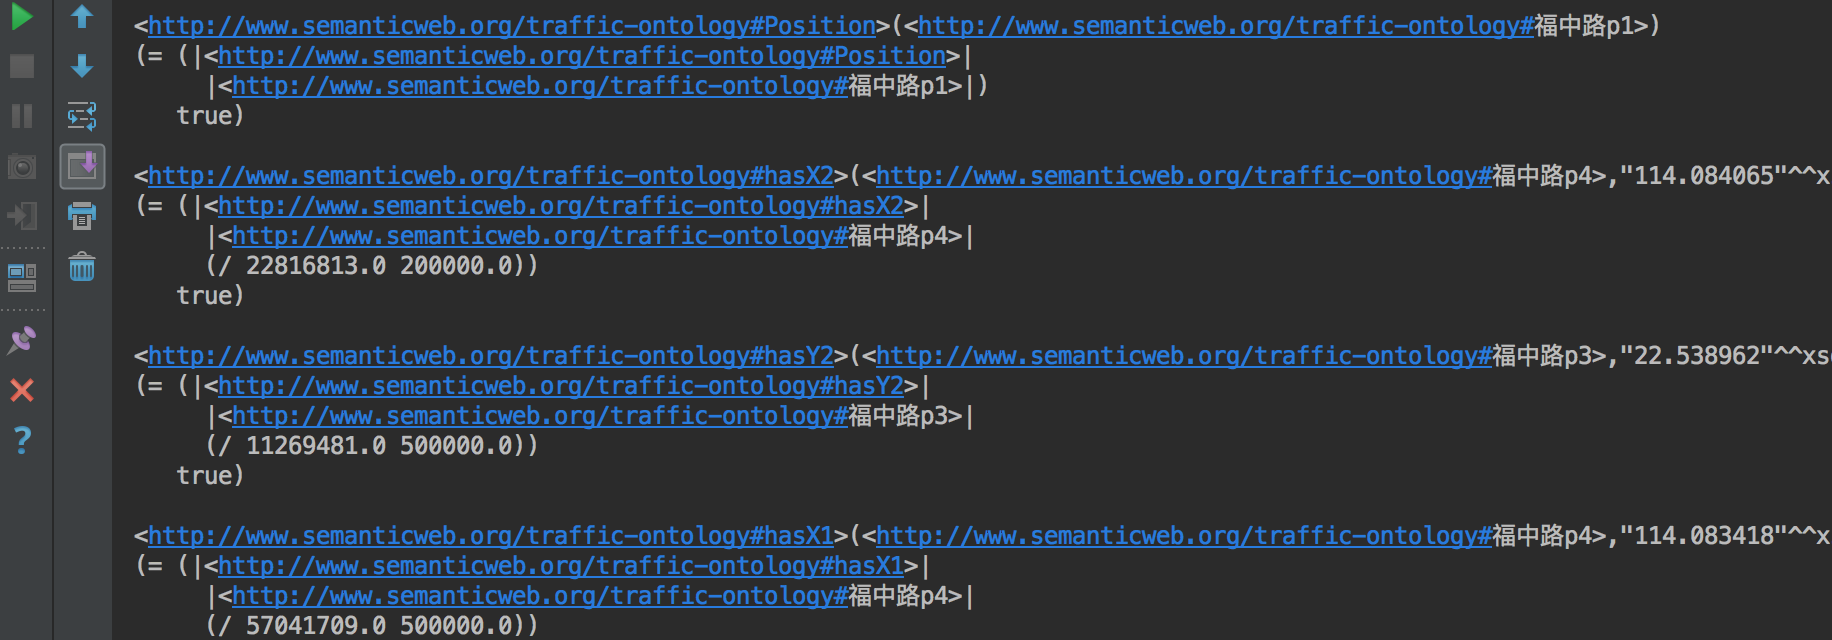 <http://www.semanticweb.org/traffic-ontology#Position>(<http://www.semanticweb.org/traffic-ontology#福中路p1>)
(= (|<http://www.semanticweb.org/traffic-ontology#Position>|
|<http://www.semanticweb.org/traffic-ontology#福中路p1>|)
true)
<http://www.semanticweb.org/traffic-ontology#hasX2>(<http://www.semanticweb.org/traffic-ontology#福中路p4>,"114.084065"^^x
(= (|<http://www.semanticweb.org/traffic-ontology#hasX2>|
|<http://www.semanticweb.org/traffic-ontology#福中路p4>|
(/ 22816813.0 200000.0))
true)
<http://www.semanticweb.org/traffic-ontology#hasY2>(<http://www.semanticweb.org/traffic-ontology#福中路p3>,"22.538962"^^xs
(= (|<http://www.semanticweb.org/traffic-ontology#hasY2>|
|<http://www.semanticweb.org/traffic-ontology#福中路p3>|
(/ 11269481.0 500000.0))
true)
<http://www.semanticweb.org/traffic-ontology#hasX1>(<http://www.semanticweb.org/traffic-ontology#福中路p4>,"114.083418"^^x
(= (|<http://www.semanticweb.org/traffic-ontology#hasX1>|
|<http://www.semanticweb.org/traffic-ontology#福中路p4>|
(/ 57041709.0 500000.0))